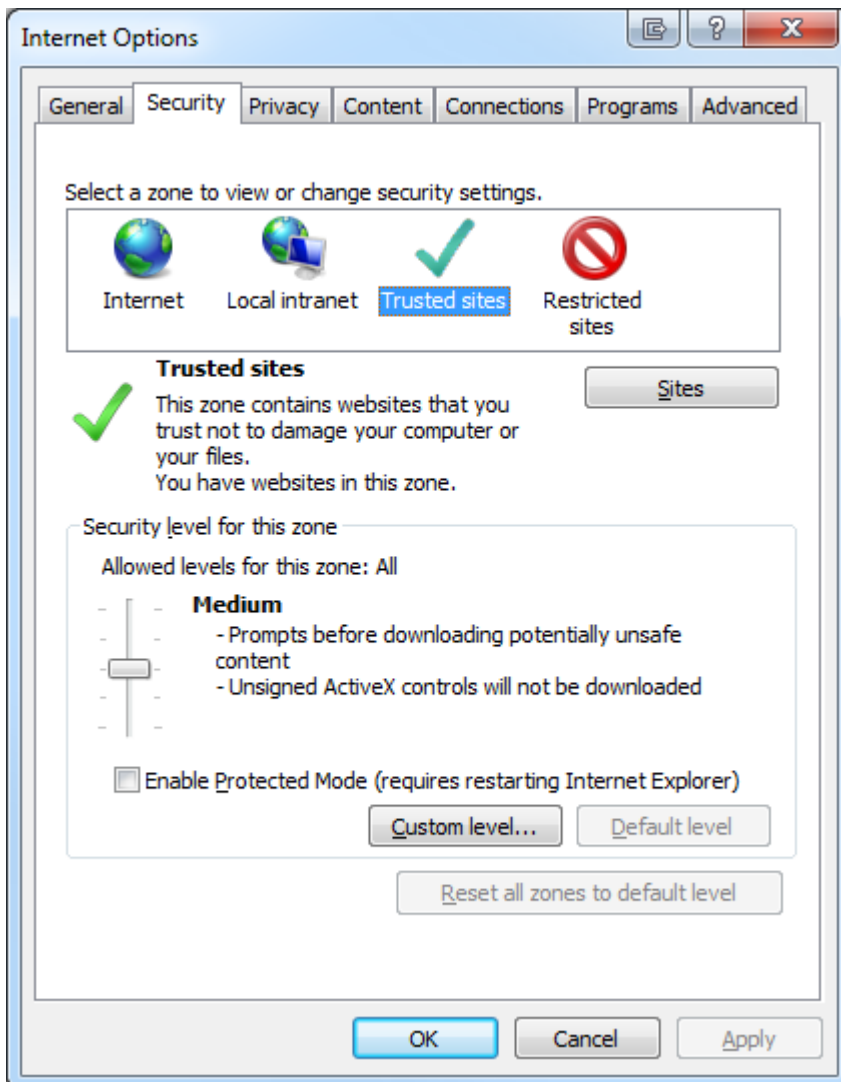 Internet Options
General Security Privacy Content Connections Programs Advanced
Select a zone to view or change security settings.
Internet Local intranet Trusted sites Restricted
sites
Trusted sites
Sites
This zone contains websites that you
trust not to damage your computer or
your files.
You have websites in this zone.
Security level for this zone
Allowed levels for this zone: All
Medium
- Prompts before downloading potentially unsafe
content
- Unsigned ActiveX controls will not be downloaded
Enable Protected Mode (requires restarting Internet Explorer)
Custom level... Default level
Reset all zones to default level
OK Cancel Apply